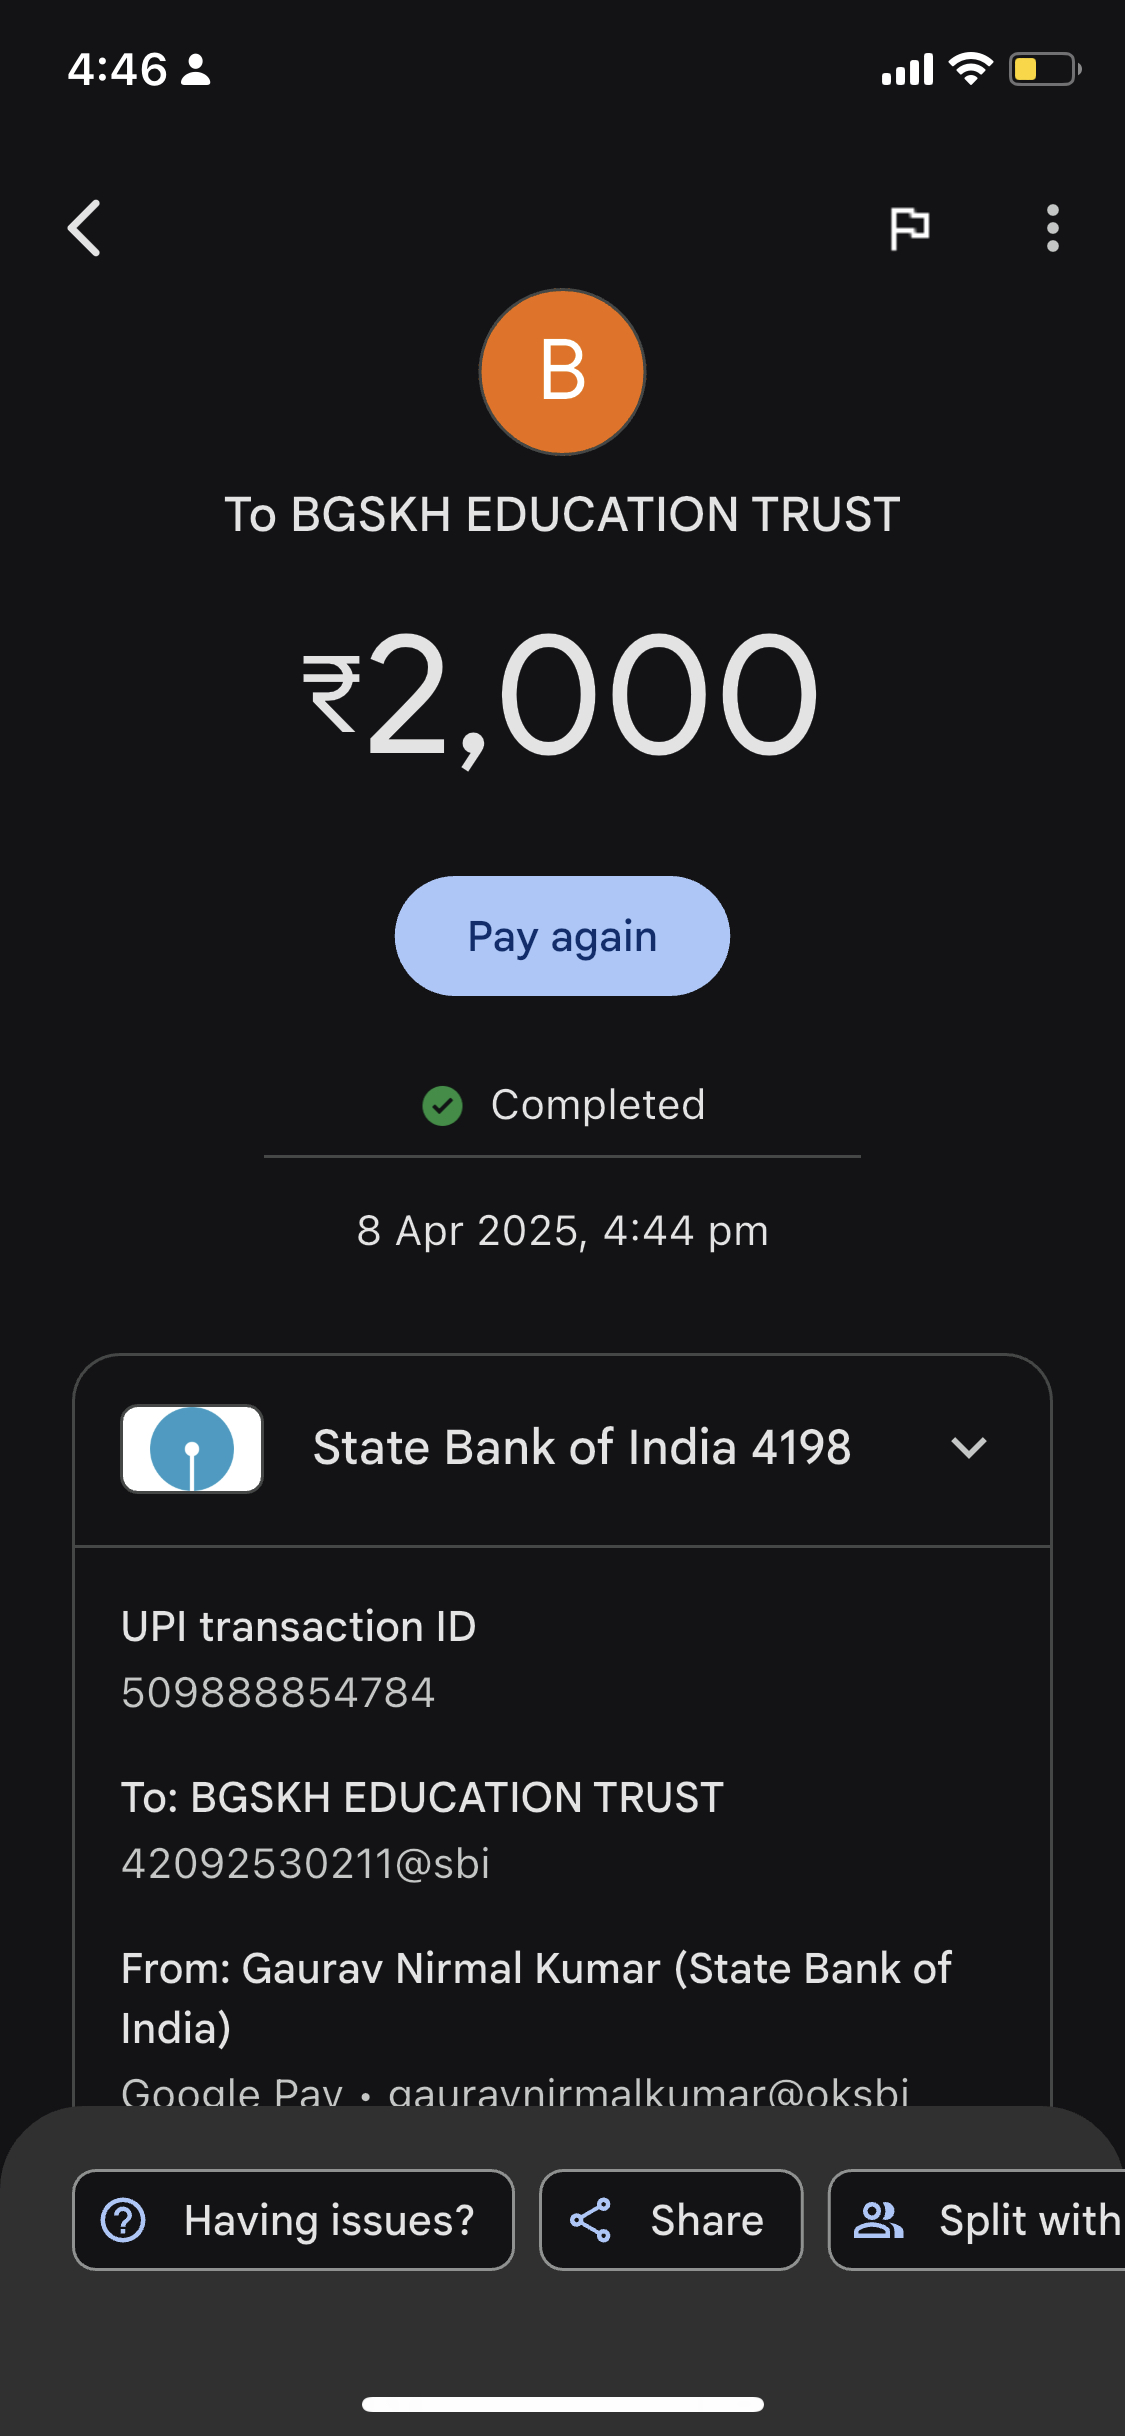 4:46
B
To BGSKH EDUCATION TRUST
₹2,000
Pay again
Completed
8 Apr 2025, 4:44 pm
State Bank of India 4198
UPI transaction ID
509888854784
To: BGSKH EDUCATION TRUST
42092530211@sbi
From: Gaurav Nirmal Kumar (State Bank of
India)
Google Pay • gauravnirmalkumar@oksbi
Having issues?
Share
Split with